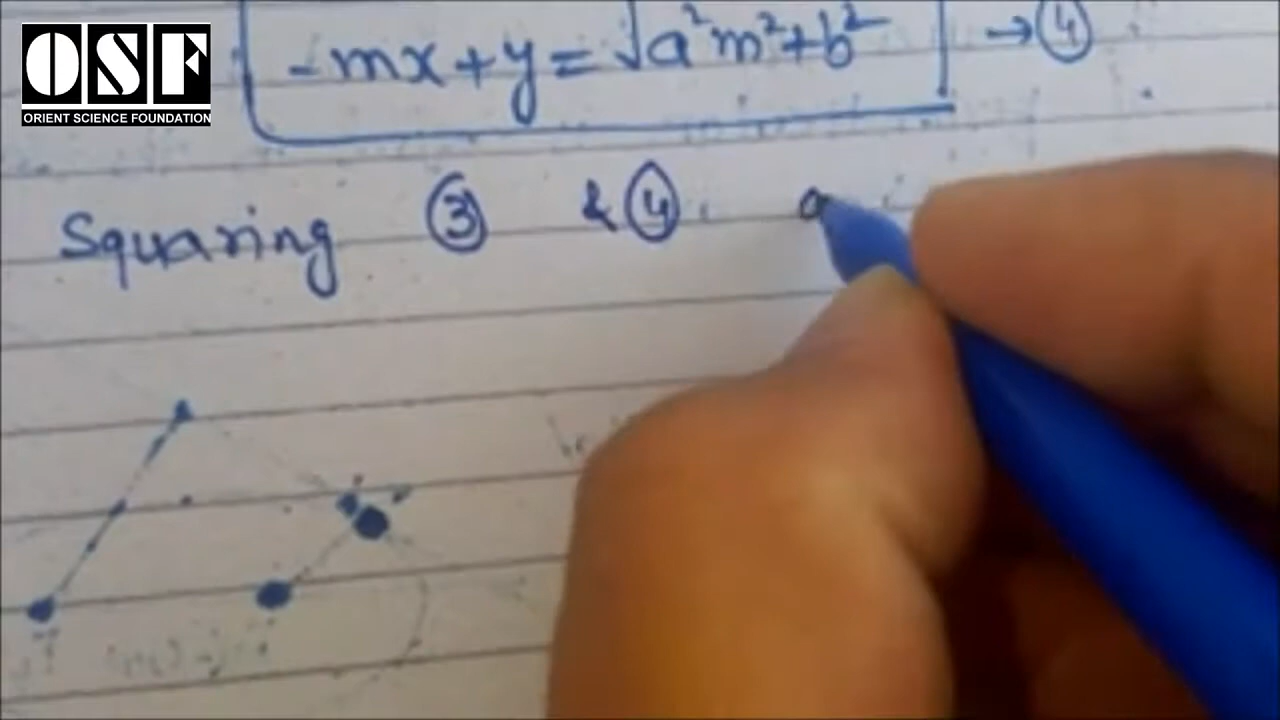 OSF
ORIENT SCIENCE FOUNDATION
-mx+y=√a²m²+b² → ④
Squaring ③ & ④